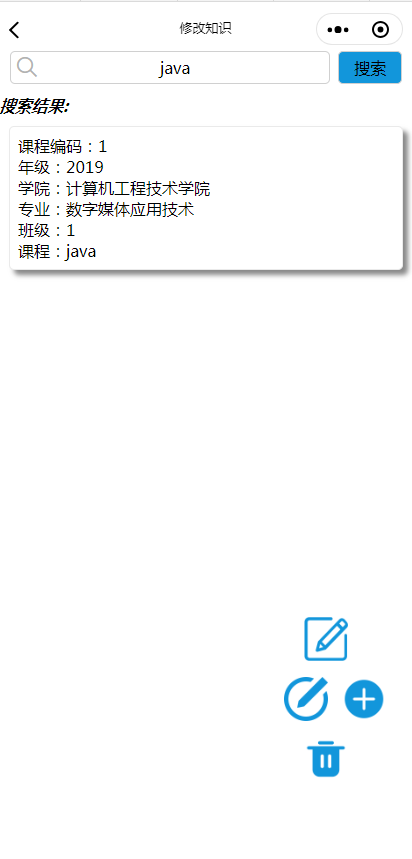 修改知识
java
搜索
搜索结果:
课程编码：1
年级：2019
学院：计算机工程技术学院
专业：数字媒体应用技术
班级：1
课程：java